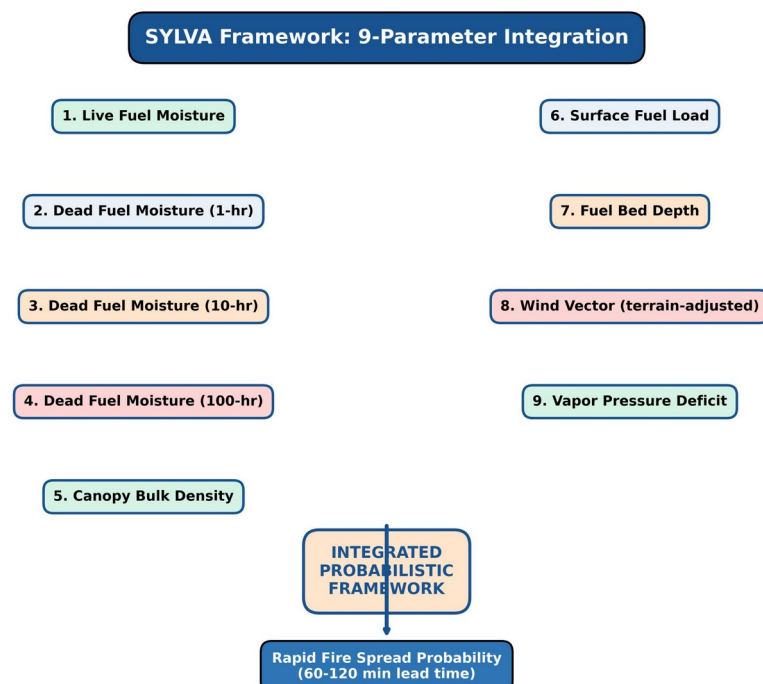 SYLVA Framework: 9-Parameter Integration
1. Live Fuel Moisture
2. Dead Fuel Moisture (1-hr)
3. Dead Fuel Moisture (10-hr)
4. Dead Fuel Moisture (100-hr)
5. Canopy Bulk Density
6. Surface Fuel Load
7. Fuel Bed Depth
8. Wind Vector (terrain-adjusted)
9. Vapor Pressure Deficit
INTEGRATED
PROBABILISTIC
FRAMEWORK
Rapid Fire Spread Probability
(60-120 min lead time)